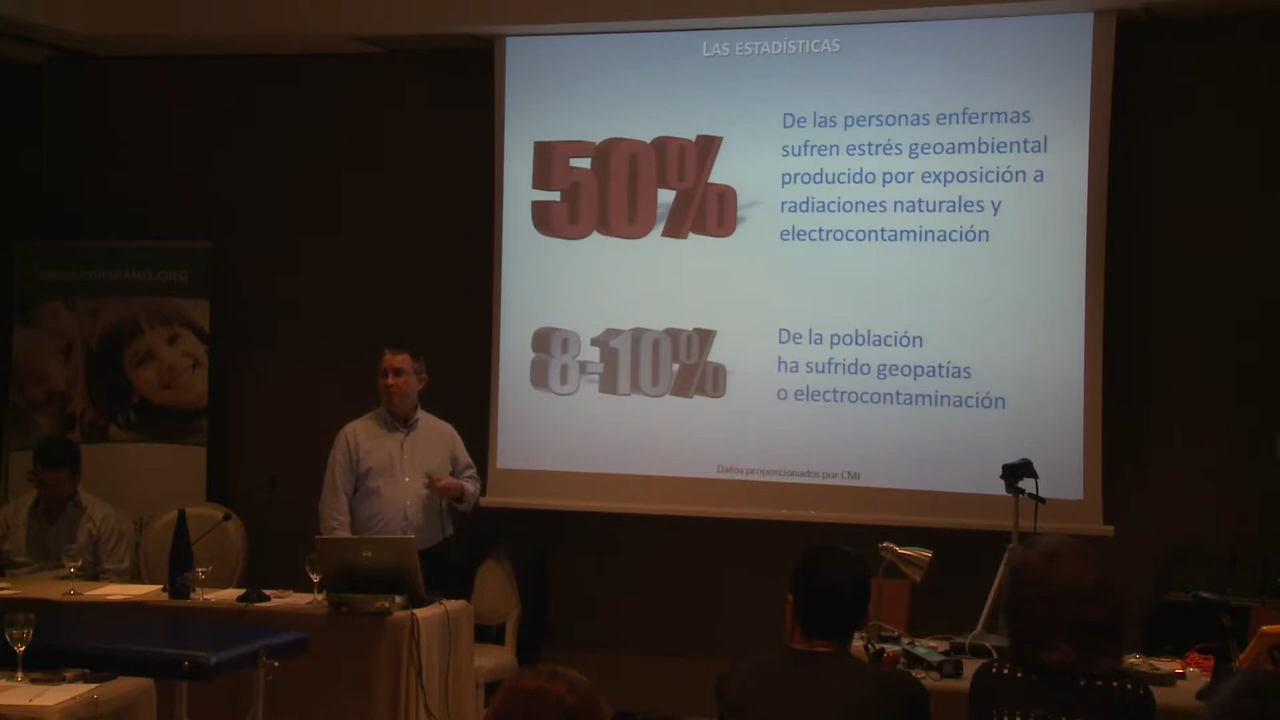 LAS ESTADÍSTICAS
50%
De las personas enfermas
sufren estrés geoambiental
producido por exposición a
radiaciones naturales y
electrocontaminación
8-10%
De la población
ha sufrido geopatías
o electrocontaminación
Datos proporcionados por CMI